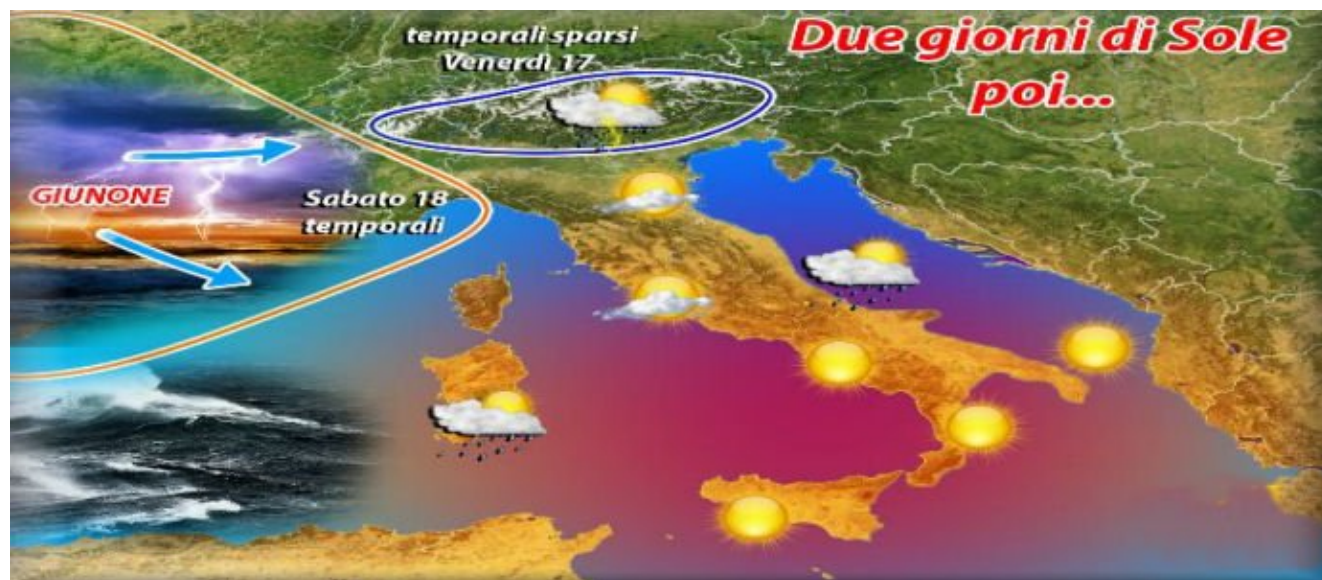 temporali sparsi
Venerdì 17
Due giorni di Sole
poi...
GIUNONE
Sabato 18
temporali